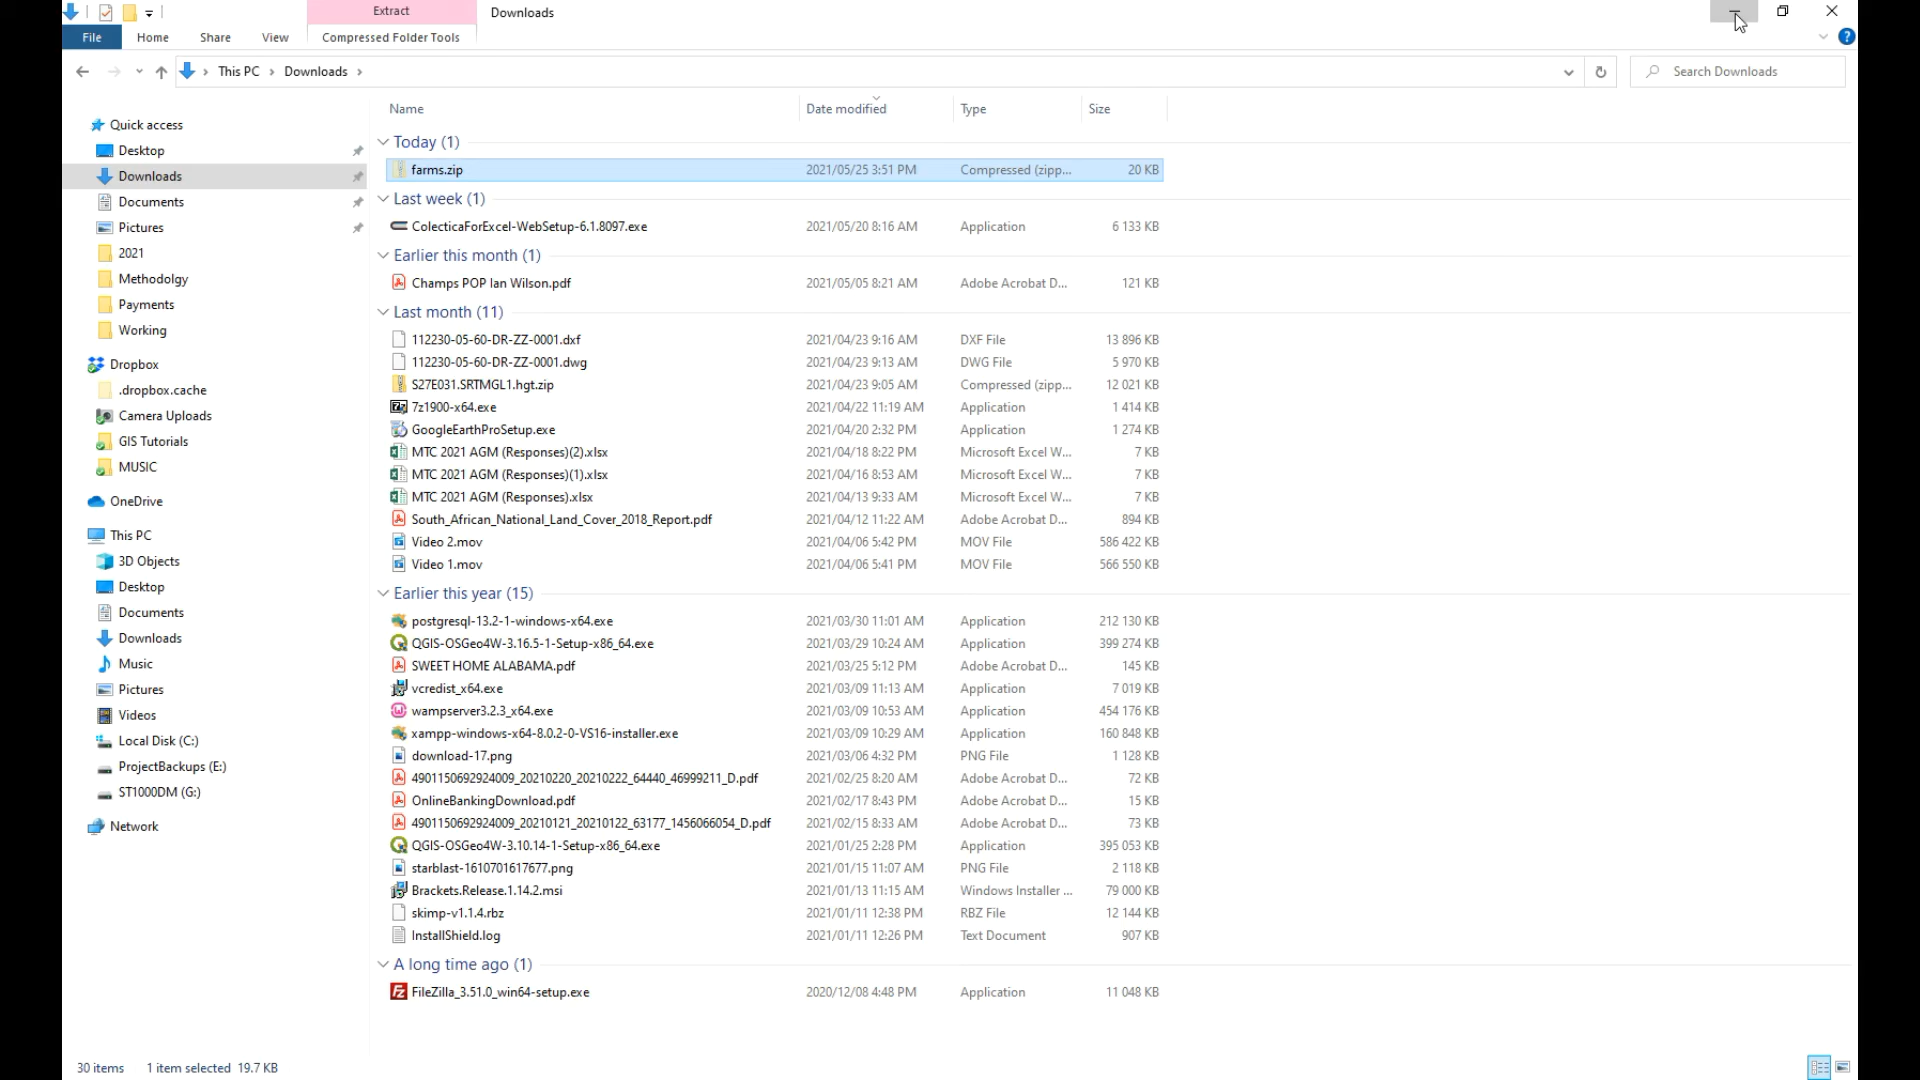 Extract Downloads
File Home Share View Compressed Folder Tools
This PC Downloads Search Downloads
Name Date modified Type Size
Quick access
Desktop
Downloads
Documents
Pictures
2021
Methodolgy
Payments
Working
Dropbox
.dropbox.cache
Camera Uploads
GIS Tutorials
MUSIC
OneDrive
This PC
3D Objects
Desktop
Documents
Downloads
Music
Pictures
Videos
Local Disk (C:)
ProjectBackups (E:)
ST1000DM (G:)
Network
Today (1)
farms.zip 2021/05/25 3:51 PM Compressed (zipp... 20 KB
Last week (1)
ColecticaForExcel-WebSetup-6.1.8097.exe 2021/05/20 8:16 AM Application 6 133 KB
Earlier this month (1)
Champs POP Ian Wilson.pdf 2021/05/05 8:21 AM Adobe Acrobat D... 121 KB
Last month (11)
112230-05-60-DR-ZZ-0001.dxf 2021/04/23 9:16 AM DXF File 13 896 KB
112230-05-60-DR-ZZ-0001.dwg 2021/04/23 9:13 AM DWG File 5 970 KB
S27E031.SRTMGL1.hgt.zip 2021/04/23 9:05 AM Compressed (zipp... 12 021 KB
7z1900-x64.exe 2021/04/22 11:19 AM Application 1 414 KB
GoogleEarthProSetup.exe 2021/04/20 2:32 PM Application 1 274 KB
MTC 2021 AGM (Responses)(2).xlsx 2021/04/18 8:22 PM Microsoft Excel W... 7 KB
MTC 2021 AGM (Responses)(1).xlsx 2021/04/16 8:53 AM Microsoft Excel W... 7 KB
MTC 2021 AGM (Responses).xlsx 2021/04/13 9:33 AM Microsoft Excel W... 7 KB
South_African_National_Land_Cover_2018_Report.pdf 2021/04/12 11:22 AM Adobe Acrobat D... 894 KB
Video 2.mov 2021/04/06 5:42 PM MOV File 586 422 KB
Video 1.mov 2021/04/06 5:41 PM MOV File 566 550 KB
Earlier this year (15)
postgresql-13.2-1-windows-x64.exe 2021/03/30 11:01 AM Application 212 130 KB
QGIS-OSGeo4W-3.16.5-1-Setup-x86_64.exe 2021/03/29 10:24 AM Application 399 274 KB
SWEET HOME ALABAMA.pdf 2021/03/25 5:12 PM Adobe Acrobat D... 145 KB
vcredist_x64.exe 2021/03/09 11:13 AM Application 7 019 KB
wampserver3.2.3_x64.exe 2021/03/09 10:53 AM Application 454 176 KB
xampp-windows-x64-8.0.2-0-VS16-installer.exe 2021/03/09 10:29 AM Application 160 848 KB
download-17.png 2021/03/06 4:32 PM PNG File 1 128 KB
4901150692924009_20210220_20210222_64440_46999211_D.pdf 2021/02/25 8:20 AM Adobe Acrobat D... 72 KB
OnlineBankingDownload.pdf 2021/02/17 8:43 PM Adobe Acrobat D... 15 KB
4901150692924009_20210121_20210122_63177_1456066054_D.pdf 2021/02/15 8:33 AM Adobe Acrobat D... 73 KB
QGIS-OSGeo4W-3.10.14-1-Setup-x86_64.exe 2021/01/25 2:28 PM Application 395 053 KB
starblast-1610701617677.png 2021/01/15 11:07 AM PNG File 2 118 KB
Brackets.Release.1.14.2.msi 2021/01/13 11:15 AM Windows Installer ... 79 000 KB
skimp-v1.1.4.rbz 2021/01/11 12:38 PM RBZ File 12 144 KB
InstallShield.log 2021/01/11 12:26 PM Text Document 907 KB
A long time ago (1)
FileZilla_3.51.0_win64-setup.exe 2020/12/08 4:48 PM Application 11 048 KB
30 items 1 item selected 19.7 KB